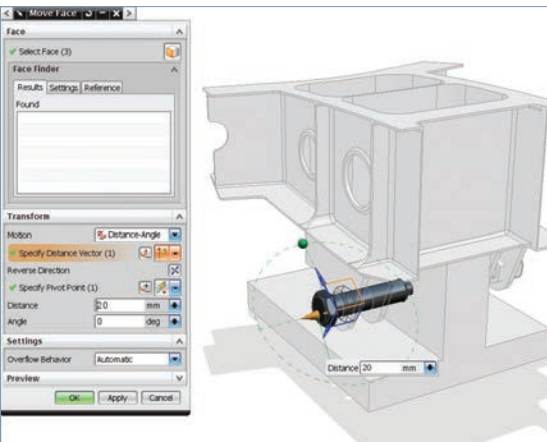 Move Face
Face
Select Face (3)
Face Finder
Results Settings Reference
Found
Transform
Motion Distance-Angle
Specify Distance Vector (1)
Reverse Direction
Specify Pivot Point (1)
Distance 20 mm
Angle 0 deg
Settings
Overflow Behavior Automatic
Preview
OK Apply Cancel
Distance 20 mm